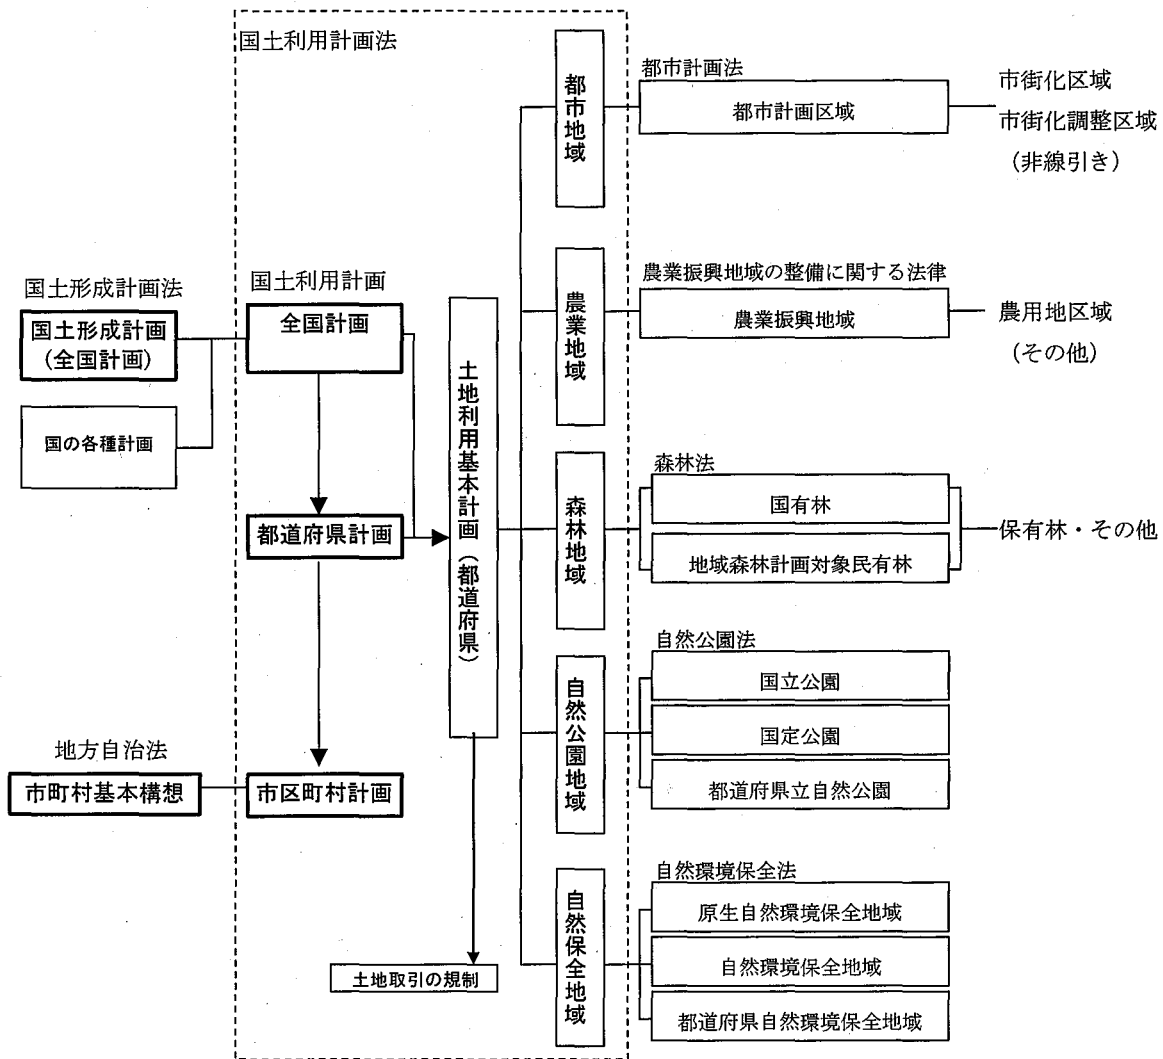 国土利用計画法
国土形成計画法
国土形成計画
(全国計画)
国の各種計画
地方自治法
市町村基本構想
国土利用計画
全国計画
都道府県計画
市区町村計画
土地利用基本計画（都道府県）
土地取引の規制
都市地域
都市計画法
都市計画区域
市街化区域
市街化調整区域
(非線引き)
農業地域
農業振興地域の整備に関する法律
農業振興地域
農用地区域
(その他)
森林地域
森林法
国有林
地域森林計画対象民有林
保有林・その他
自然公園地域
自然公園法
国立公園
国定公園
都道府県立自然公園
自然保全地域
自然環境保全法
原生自然環境保全地域
自然環境保全地域
都道府県自然環境保全地域